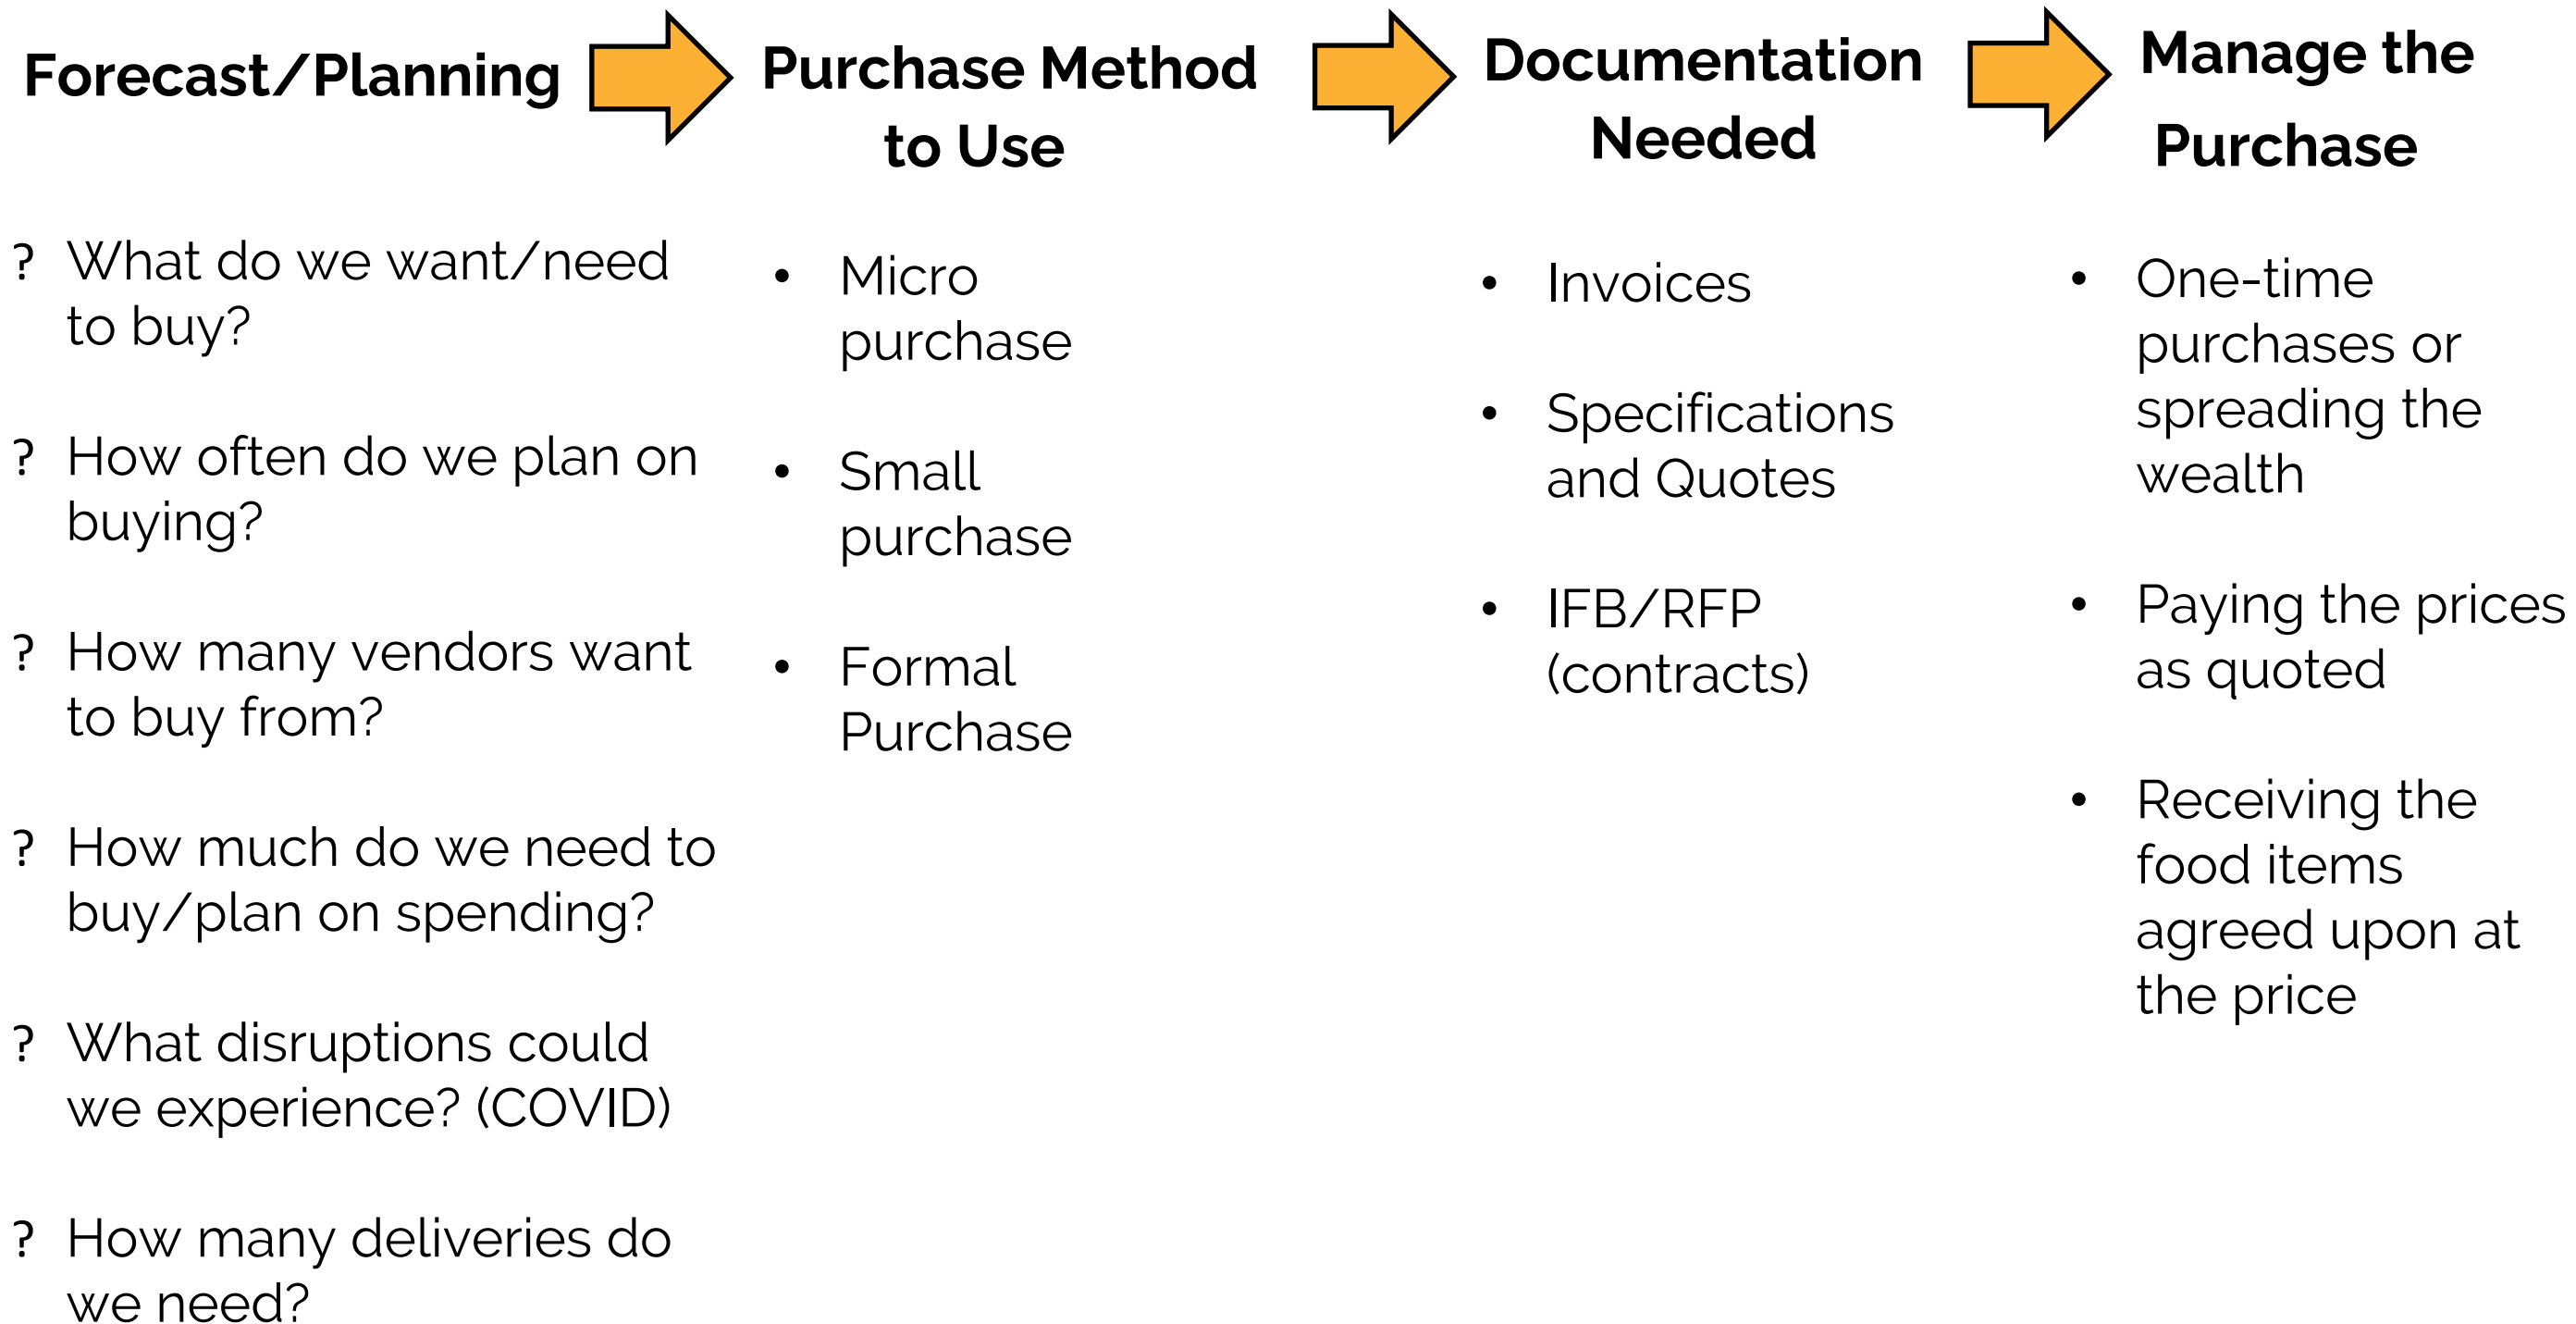 Forecast/Planning
Purchase Method
to Use
Documentation
Needed
Manage the
Purchase
? What do we want/need
to buy?
? How often do we plan on
buying?
? How many vendors want
to buy from?
? How much do we need to
buy/plan on spending?
? What disruptions could
we experience? (COVID)
? How many deliveries do
we need?
• Micro
purchase
• Small
purchase
• Formal
Purchase
• Invoices
• Specifications
and Quotes
• IFB/RFP
(contracts)
• One-time
purchases or
spreading the
wealth
• Paying the prices
as quoted
• Receiving the
food items
agreed upon at
the price